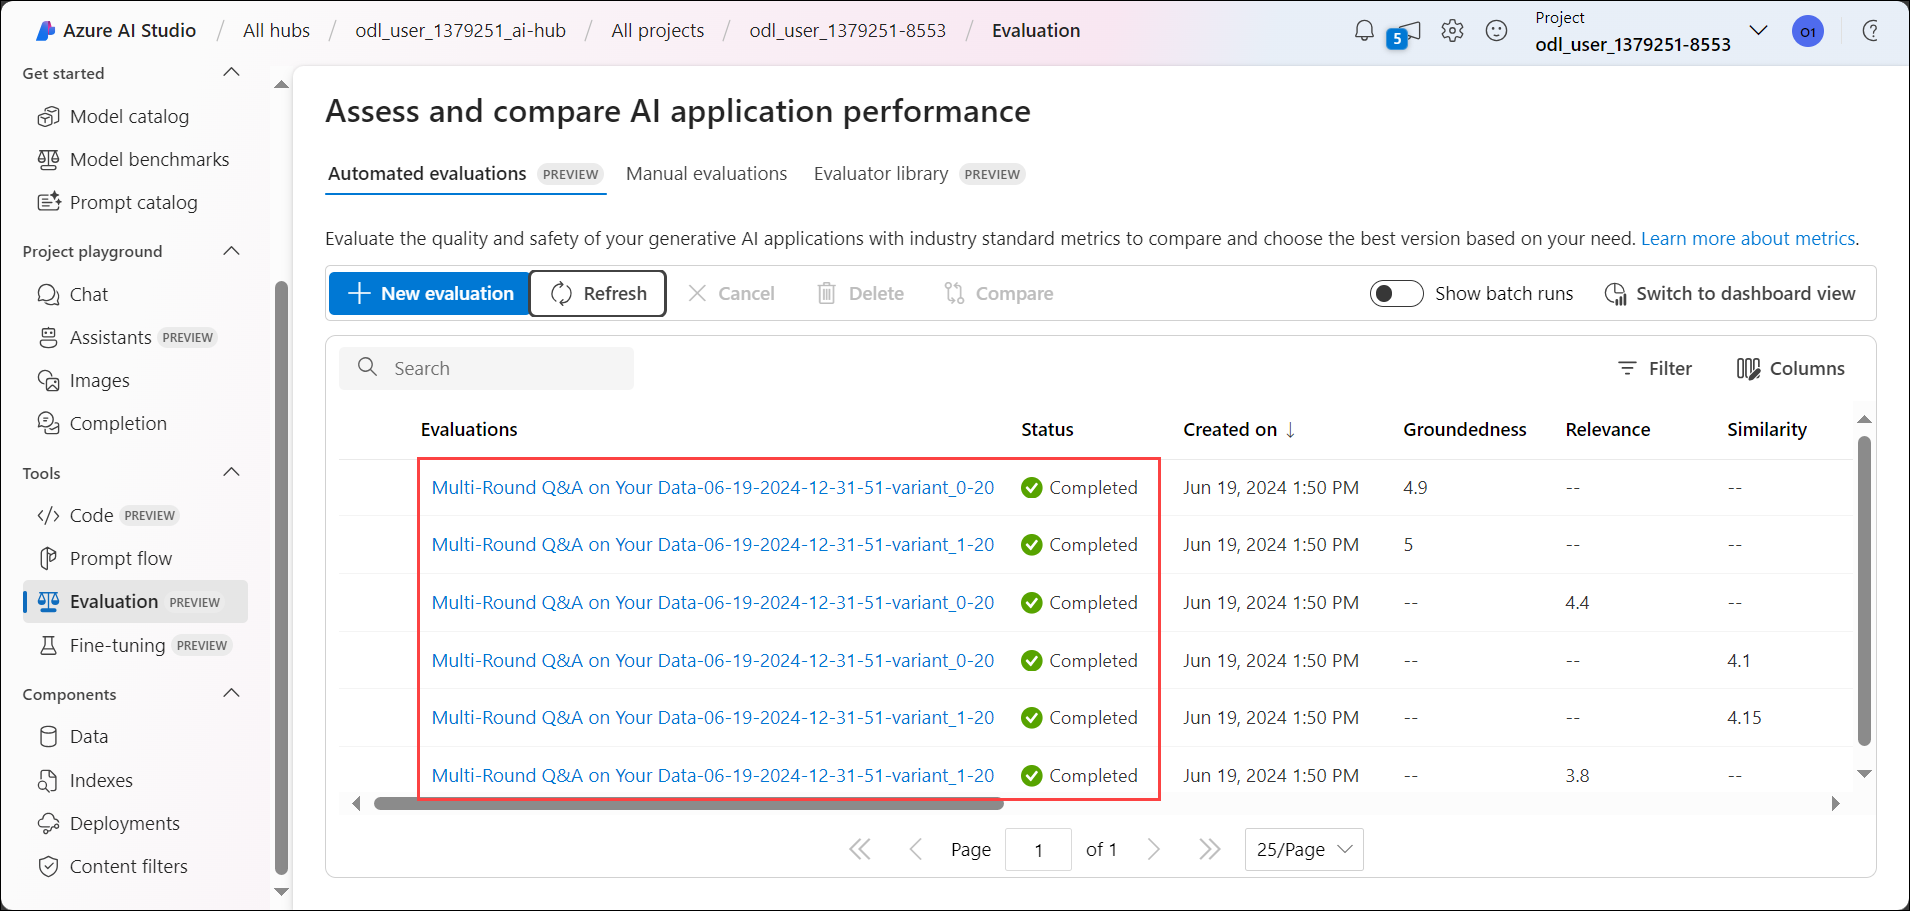 Azure AI Studio / All hubs / odl_user_1379251_ai-hub / All projects / odl_user_1379251-8553 / Evaluation
5
Project
odl_user_1379251-8553
O1
Get started
Model catalog
Model benchmarks
Prompt catalog
Project playground
Chat
Assistants PREVIEW
Images
Completion
Tools
Code PREVIEW
Prompt flow
Evaluation PREVIEW
Fine-tuning PREVIEW
Components
Data
Indexes
Deployments
Content filters
Assess and compare AI application performance
Automated evaluations PREVIEW Manual evaluations Evaluator library PREVIEW
Evaluate the quality and safety of your generative AI applications with industry standard metrics to compare and choose the best version based on your need. Learn more about metrics.
New evaluation Refresh Cancel Delete Compare Show batch runs Switch to dashboard view
Search Filter Columns
Evaluations Status Created on ↓ Groundedness Relevance Similarity
Multi-Round Q&A on Your Data-06-19-2024-12-31-51-variant_0-20 Completed Jun 19, 2024 1:50 PM 4.9 -- --
Multi-Round Q&A on Your Data-06-19-2024-12-31-51-variant_1-20 Completed Jun 19, 2024 1:50 PM 5 -- --
Multi-Round Q&A on Your Data-06-19-2024-12-31-51-variant_0-20 Completed Jun 19, 2024 1:50 PM -- 4.4 --
Multi-Round Q&A on Your Data-06-19-2024-12-31-51-variant_0-20 Completed Jun 19, 2024 1:50 PM -- -- 4.1
Multi-Round Q&A on Your Data-06-19-2024-12-31-51-variant_1-20 Completed Jun 19, 2024 1:50 PM -- -- 4.15
Multi-Round Q&A on Your Data-06-19-2024-12-31-51-variant_1-20 Completed Jun 19, 2024 1:50 PM -- 3.8 --
Page 1 of 1 25/Page